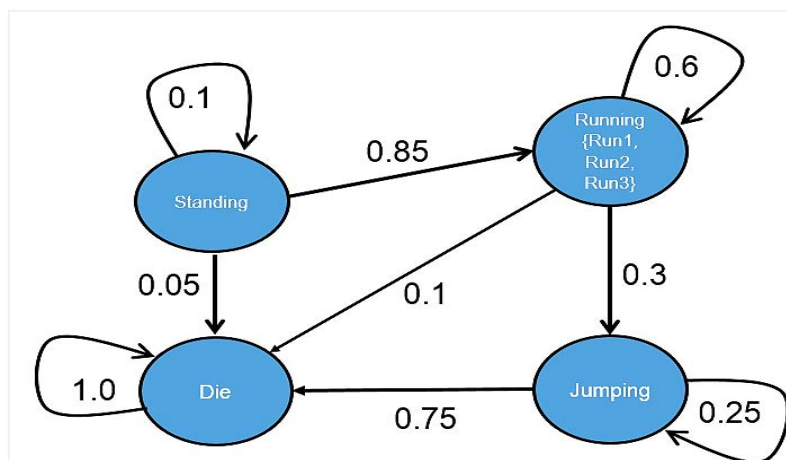 0.1
0.6
Running
{Run1,
Run2,
Run3}
0.85
Standing
0.05
0.1
0.3
1.0
Die
Jumping
0.75
0.25